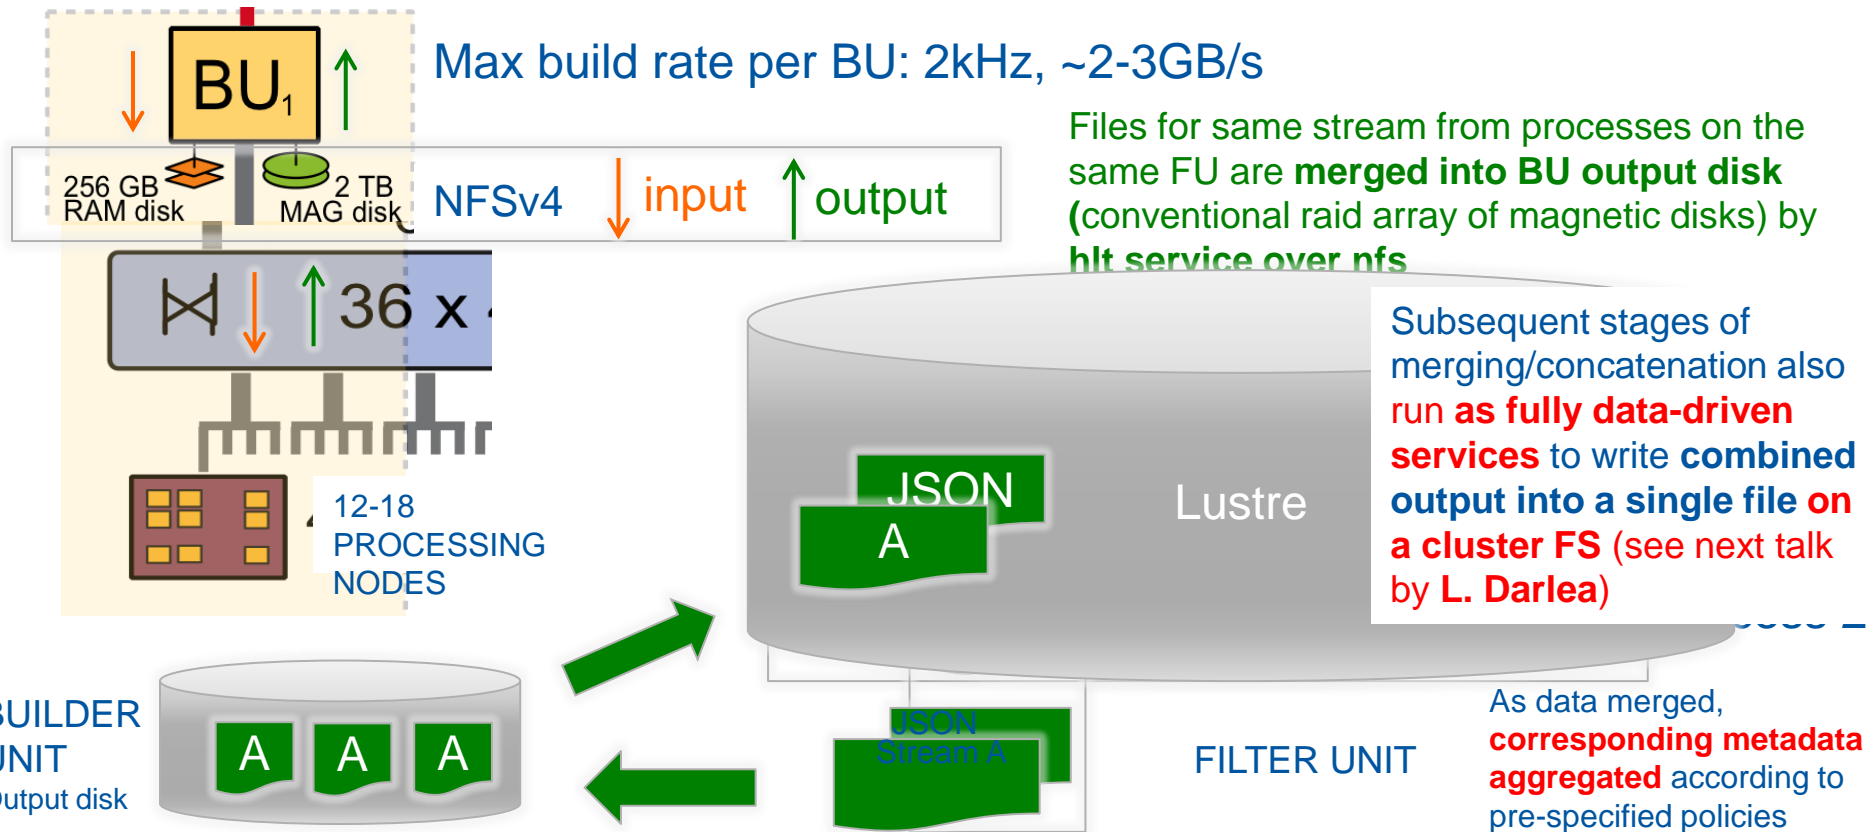 BU1
Max build rate per BU: 2kHz, ~2-3GB/s
256 GB
RAM disk
2 TB
MAG disk
NFSv4
input
output
Files for same stream from processes on the
same FU are merged into BU output disk
(conventional raid array of magnetic disks) by
hlt service over nfs
36 x
Subsequent stages of
merging/concatenation also
run as fully data-driven
services to write combined
output into a single file on
a cluster FS (see next talk
by L. Darlea)
JSON
A
Lustre
12-18
PROCESSING
NODES
BUILDER
UNIT
Output disk
A A A
JSON
Stream A
FILTER UNIT
As data merged,
corresponding metadata
aggregated according to
pre-specified policies